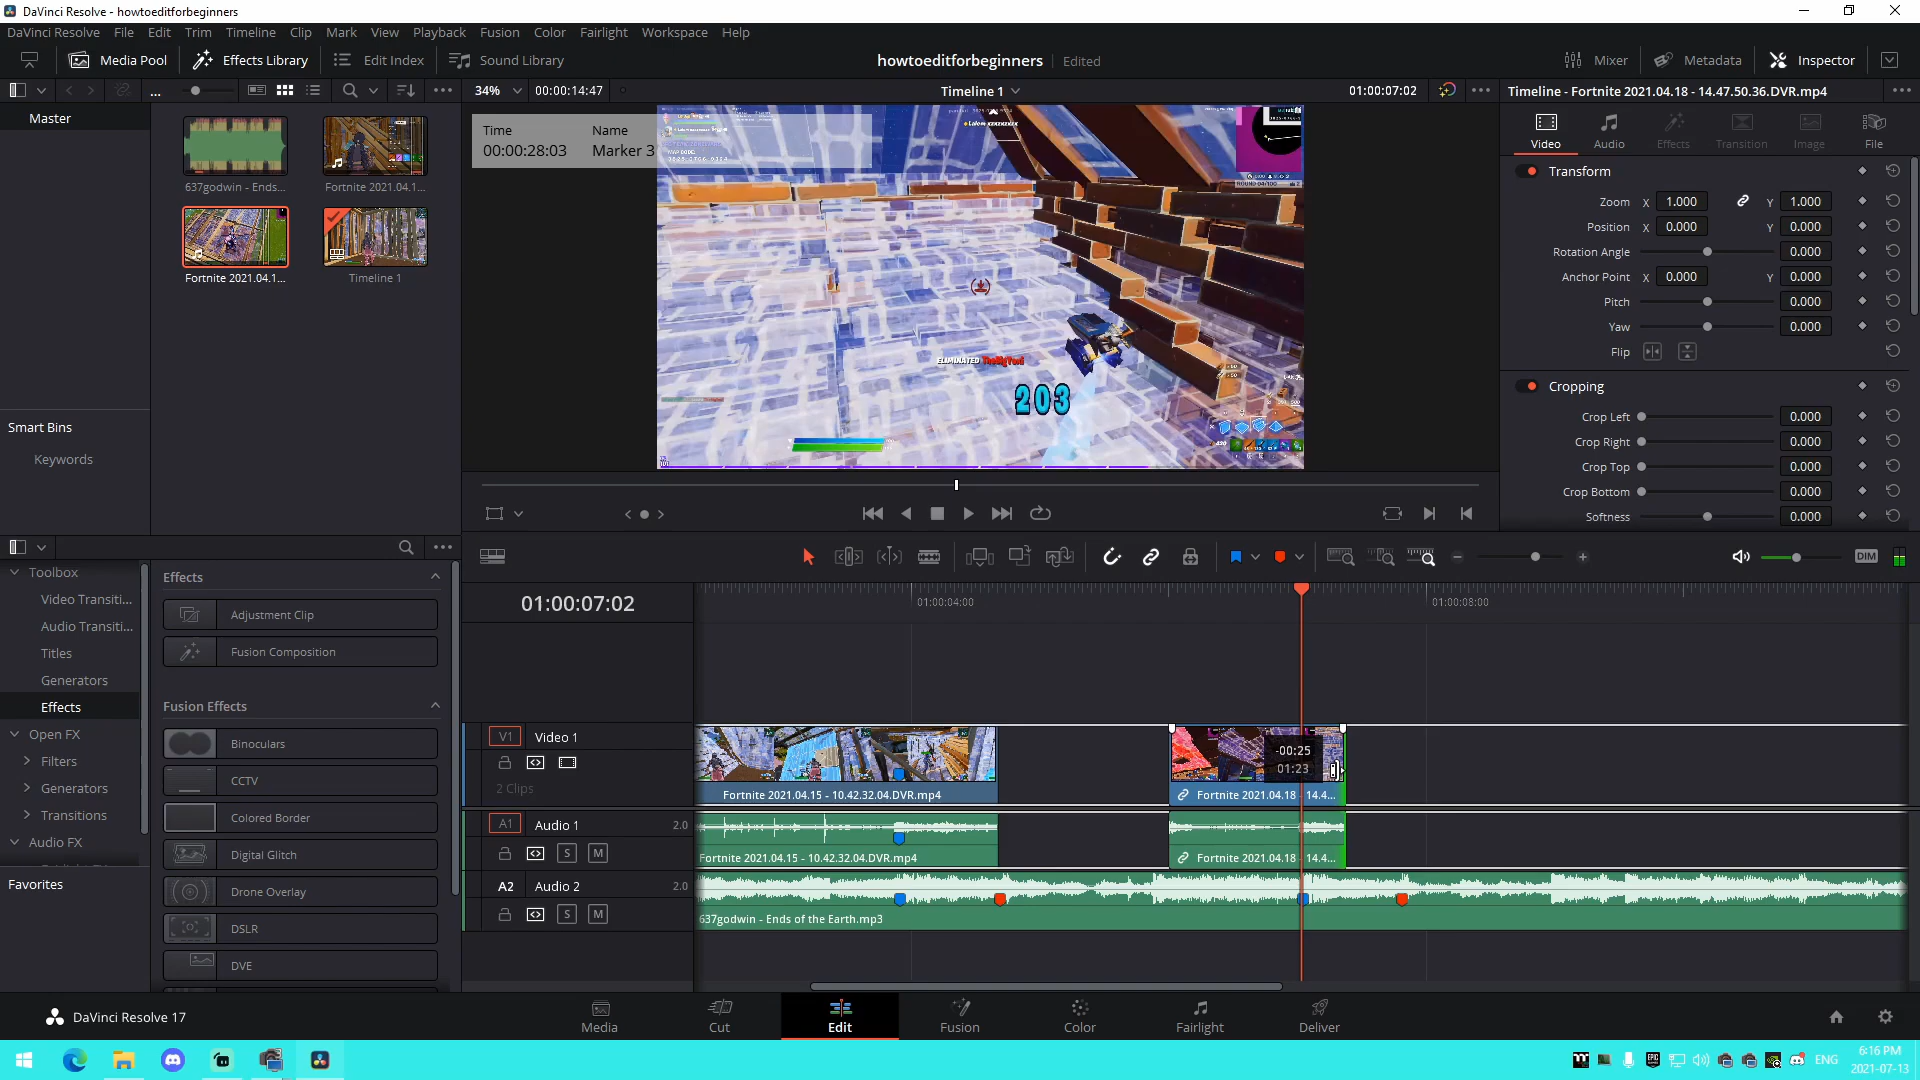 DaVinci Resolve - howtoeditforbeginners
DaVinci Resolve File Edit Trim Timeline Clip Mark View Playback Fusion Color Fairlight Workspace Help
Media Pool Effects Library Edit Index Sound Library howtoeditforbeginners Edited Mixer Metadata Inspector
... 34% 00:00:14:47 Timeline 1 01:00:07:02 Timeline - Fortnite 2021.04.18 - 14.47.50.36.DVR.mp4
Master
637godwin - Ends...
Fortnite 2021.04.1...
Fortnite 2021.04.1...
Timeline 1
Smart Bins
Keywords
Time Name
00:00:28:03 Marker 3
ELIMINATED
203
Video Audio Effects Transition Image File
Transform
Zoom X 1.000 Y 1.000
Position X 0.000 Y 0.000
Rotation Angle 0.000
Anchor Point X 0.000 Y 0.000
Pitch 0.000
Yaw 0.000
Flip
Cropping
Crop Left 0.000
Crop Right 0.000
Crop Top 0.000
Crop Bottom 0.000
Softness 0.000
Toolbox
Video Transiti...
Audio Transiti...
Titles
Generators
Effects
Open FX
Filters
Generators
Transitions
Audio FX
Favorites
Effects
Adjustment Clip
Fusion Composition
Fusion Effects
Binoculars
CCTV
Colored Border
Digital Glitch
Drone Overlay
DSLR
DVE
DIM
01:00:07:02
01:00:04:00
01:00:08:00
V1 Video 1
2 Clips
Fortnite 2021.04.15 - 10.42.32.04.DVR.mp4
-00:25
01:23
Fortnite 2021.04.18 - 14.4...
A1 Audio 1 2.0
S M
Fortnite 2021.04.15 - 10.42.32.04.DVR.mp4
Fortnite 2021.04.18 - 14.4...
A2 Audio 2 2.0
S M
637godwin - Ends of the Earth.mp3
DaVinci Resolve 17
Media Cut Edit Fusion Color Fairlight Deliver
ENG
6:16 PM
2021-07-13